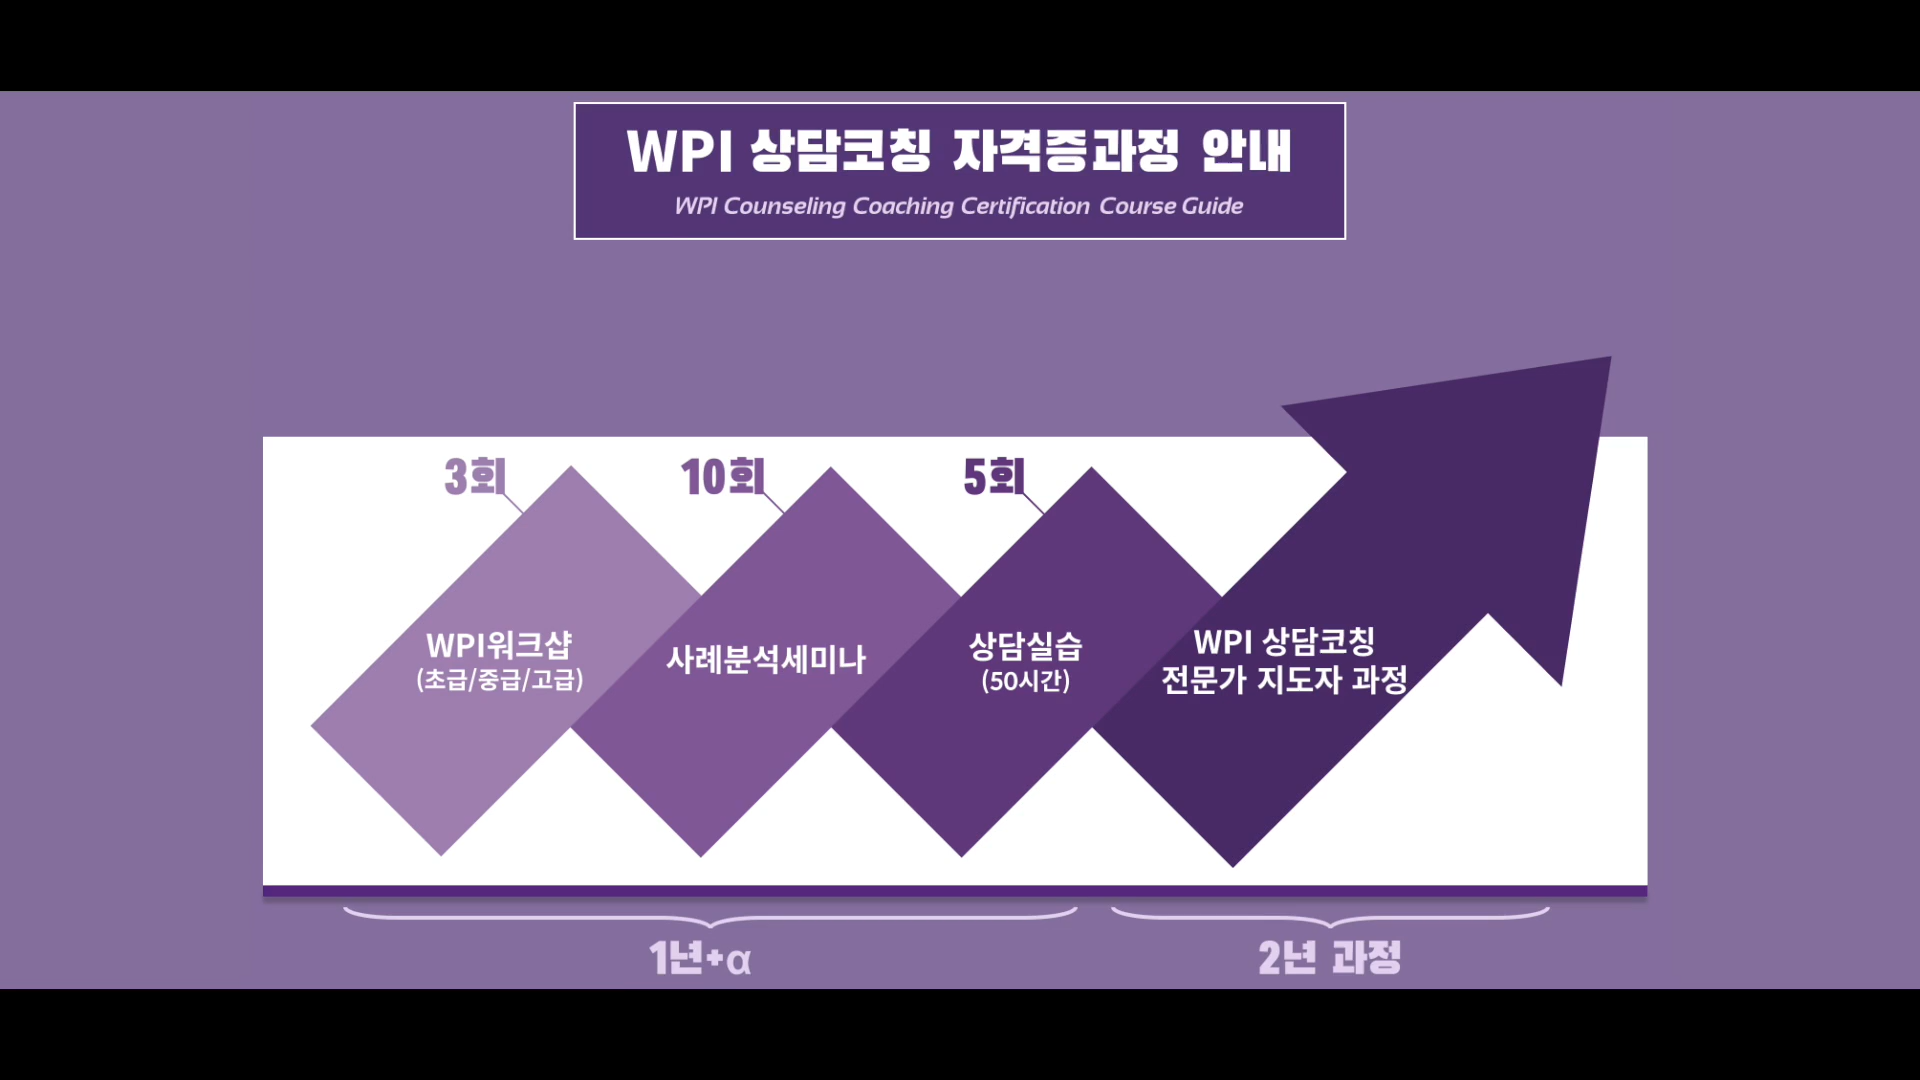 WPI 상담코칭 자격증과정 안내
WPI Counseling Coaching Certification Course Guide
3회
10회
5회
WPI워크샵
(초급/중급/고급)
사례분석세미나
상담실습
(50시간)
WPI 상담코칭
전문가 지도자 과정
1년+α
2년 과정